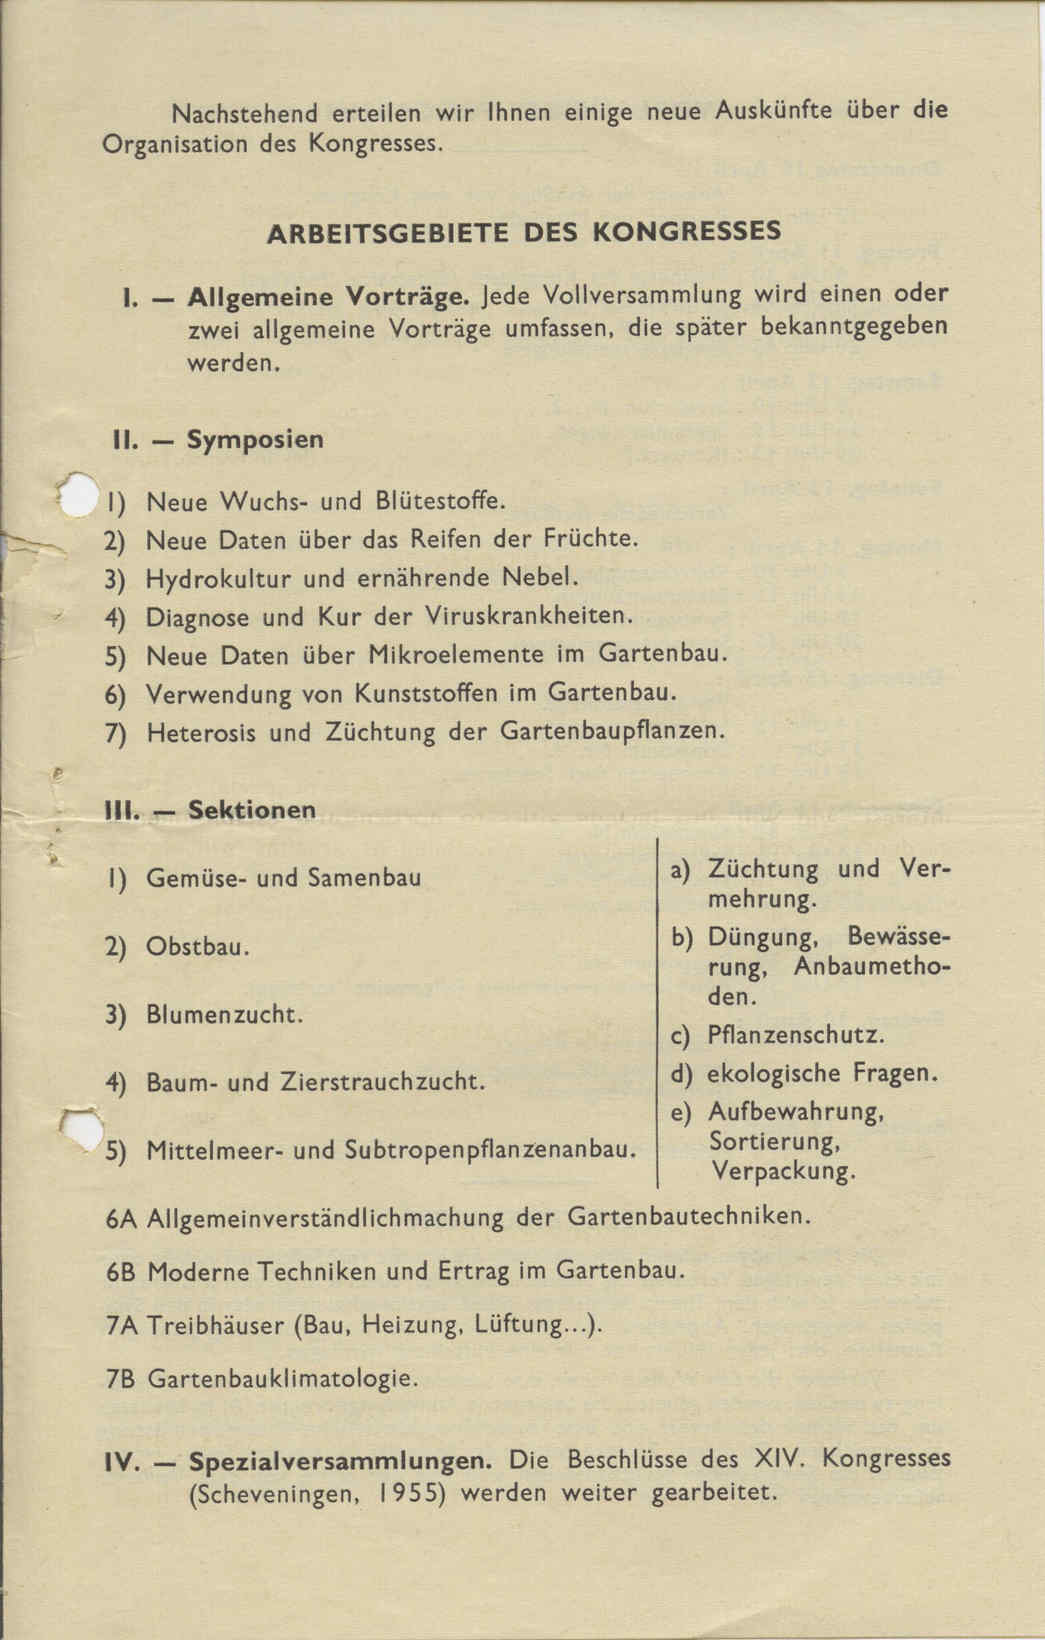 Nachstehend erteilen wir Ihnen einige neue Auskünfte über die
Organisation des Kongresses.
ARBEITSGEBIETE DES KONGRESSES
I. — Allgemeine Vorträge. Jede Vollversammlung wird einen oder
zwei allgemeine Vorträge umfassen, die später bekanntgegeben
werden.
II. — Symposien
1) Neue Wuchs- und Blütestoffe.
2) Neue Daten über das Reifen der Früchte.
3) Hydrokultur und ernährende Nebel.
4) Diagnose und Kur der Viruskrankheiten.
5) Neue Daten über Mikroelemente im Gartenbau.
6) Verwendung von Kunststoffen im Gartenbau.
7) Heterosis und Züchtung der Gartenbaupflanzen.
III. — Sektionen
1) Gemüse- und Samenbau
2) Obstbau.
3) Blumenzucht.
4) Baum- und Zierstrauchzucht.
5) Mittelmeer- und Subtropenpflanzenanbau.
a) Züchtung und Ver-
mehrung.
b) Düngung, Bewässe-
rung, Anbaumetho-
den.
c) Pflanzenschutz.
d) ekologische Fragen.
e) Aufbewahrung,
Sortierung,
Verpackung.
6A Allgemeinverständlichmachung der Gartenbautechniken.
6B Moderne Techniken und Ertrag im Gartenbau.
7A Treibhäuser (Bau, Heizung, Lüftung...).
7B Gartenbauklimatologie.
IV. — Spezialversammlungen. Die Beschlüsse des XIV. Kongresses
(Scheveningen, 1955) werden weiter gearbeitet.